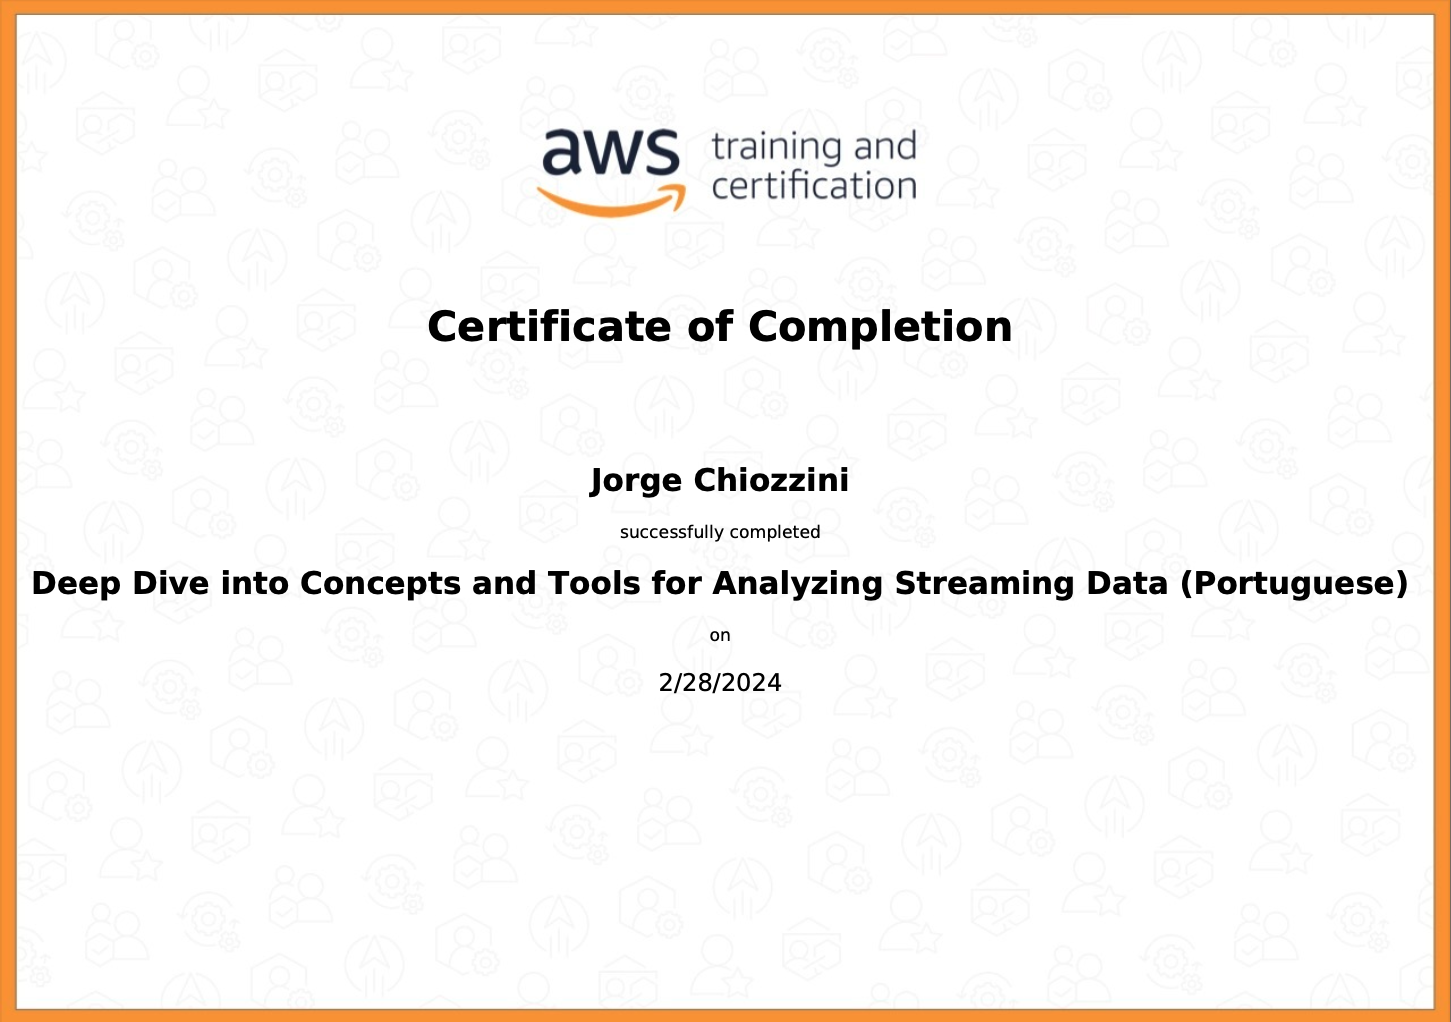 aws training and
certification
Certificate of Completion
Jorge Chiozzini
successfully completed
Deep Dive into Concepts and Tools for Analyzing Streaming Data (Portuguese)
on
2/28/2024